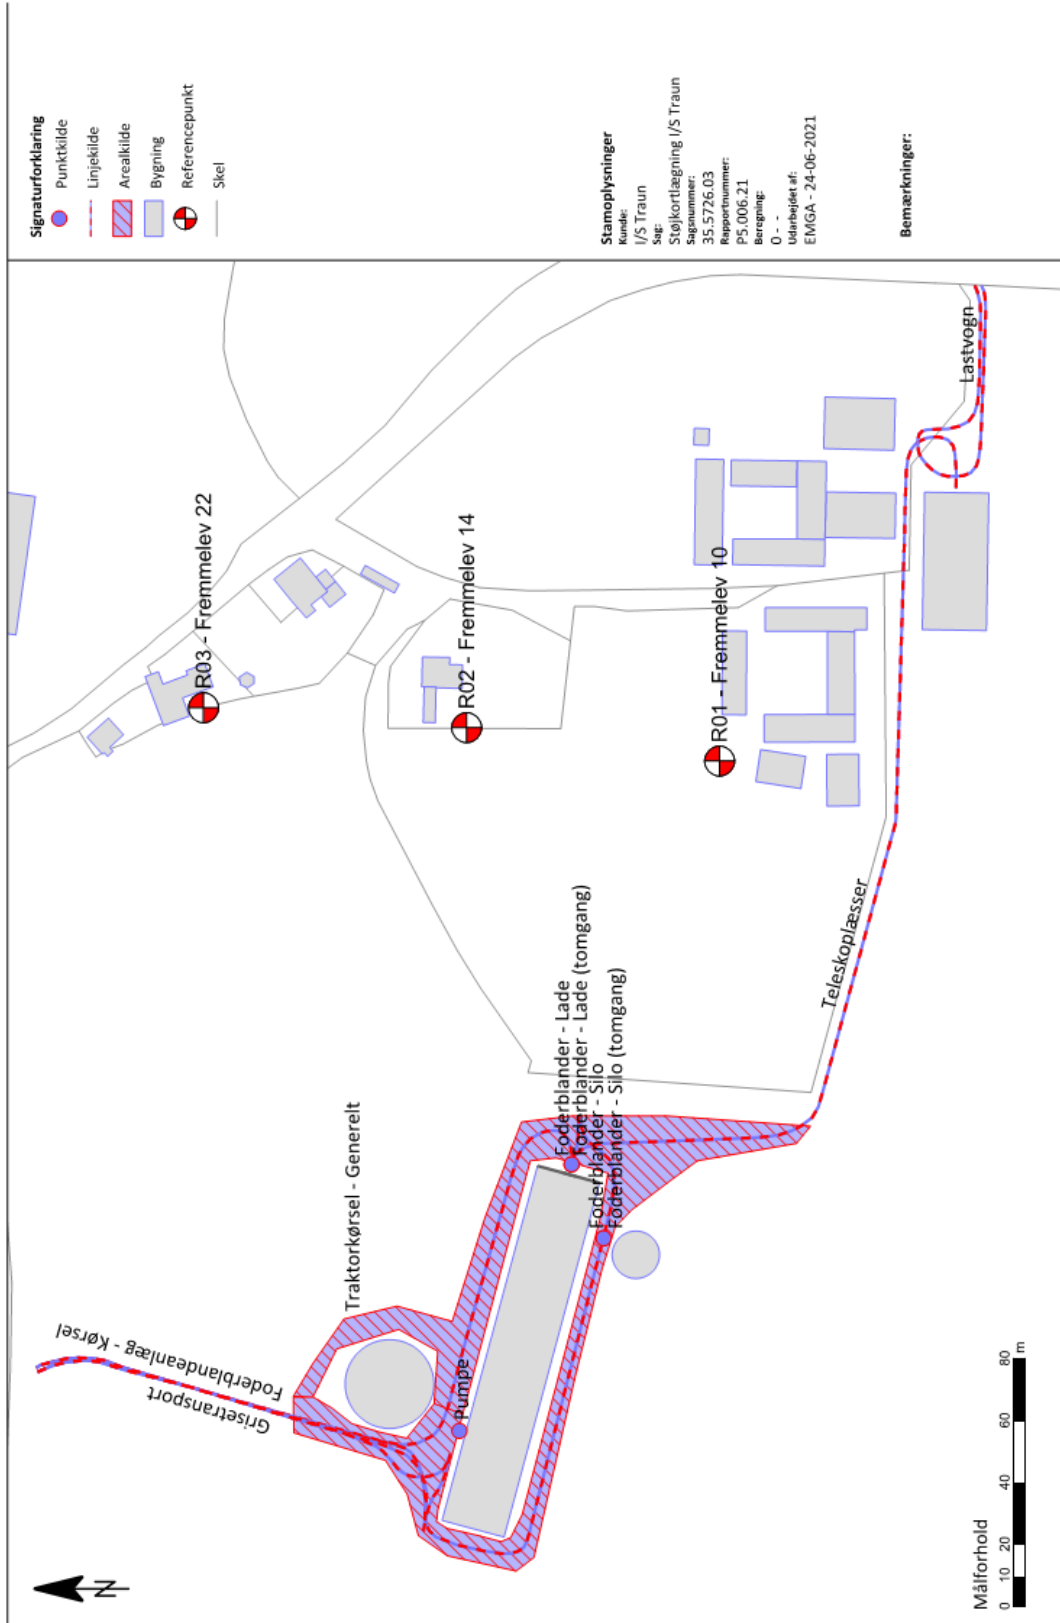 Signaturforklaring
Punktkilde
Linjekilde
Arealkilde
Bygning
Referencepunkt
Skel
Stamoplysninger
Kunde:
I/S Traun
Sag:
Støjkortlægning I/S Traun
Sagsnummer:
35.5726.03
Rapportnummer:
P5.006.21
Beregning:
0 - -
Udarbejdet af:
EMGA - 24-06-2021
Bemærkninger:
R03 - Fremmelev 22
R02 - Fremmelev 14
R01 - Fremmelev 10
Lastvogn
Teleskoplæsser
Foderblander - Lade
Foderblander - Lade (tomgang)
Foderblander - Silo
Foderblander - Silo (tomgang)
Traktorkørsel - Generelt
Foderblandeanlæg - Kørsel
Grisetransport
Pumpe
N
Målforhold
0 10 20 40 60 80
m